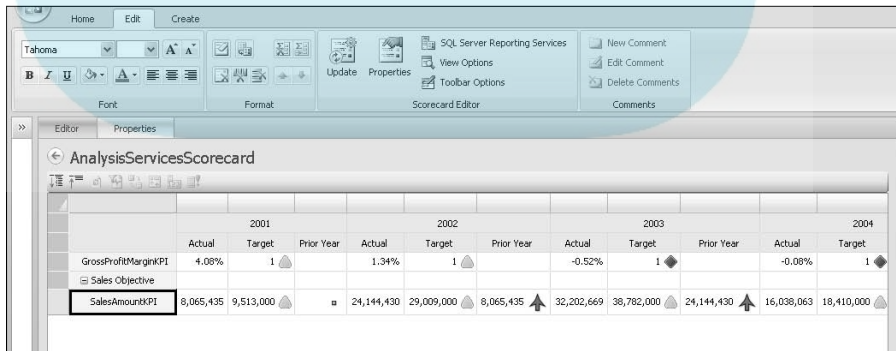 Home Edit Create
Tahoma A A SQL Server Reporting Services New Comment
View Options Edit Comment
B I U A Update Properties Toolbar Options Delete Comments
Font Format Scorecard Editor Comments
» Editor Properties
AnalysisServicesScorecard
2001 2002 2003 2004
Actual Target Prior Year Actual Target Prior Year Actual Target Prior Year Actual Target
GrossProfitMarginKPI 4.08% 1 1.34% 1 -0.52% 1 -0.08% 1
Sales Objective
SalesAmountKPI 8,065,435 9,513,000 24,144,430 29,009,000 8,065,435 32,202,669 38,782,000 24,144,430 16,038,063 18,410,000